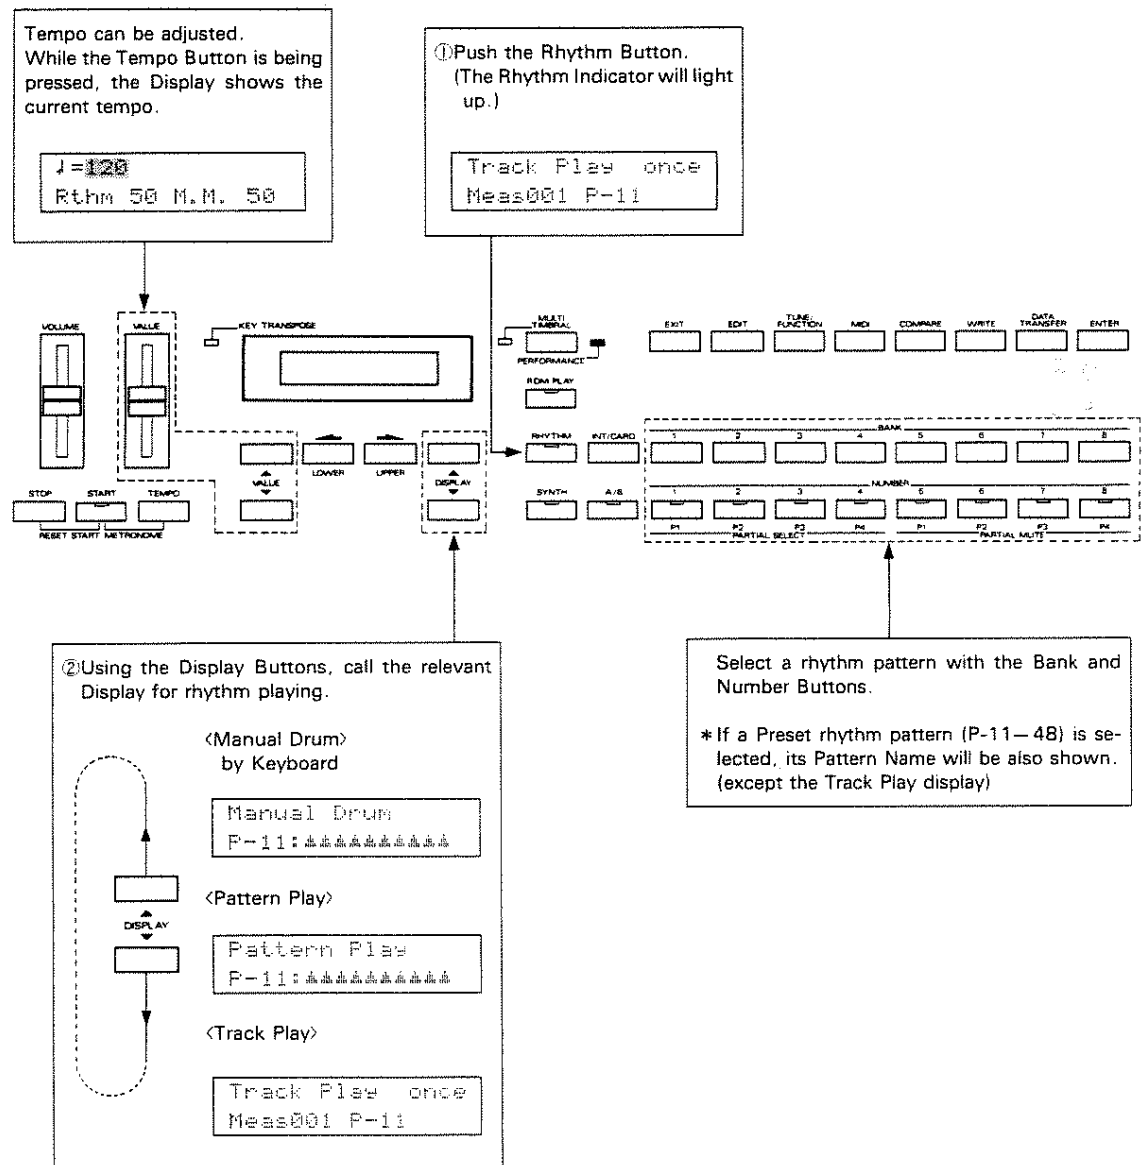 Tempo can be adjusted.
While the Tempo Button is being
pressed, the Display shows the
current tempo.
♩=120
Rthm 50 M.M. 50
①Push the Rhythm Button.
(The Rhythm Indicator will light
up.)
Track Play once
Meas001 P-11
VOLUME
VALUE
KEY TRANSPOSE
MULTI
TIMBRAL
PERFORMANCE
EXIT
EDIT
TUNE/
FUNCTION
MIDI
COMPARE
WRITE
DATA
TRANSFER
ENTER
ROM PLAY
RHYTHM
INT/CARD
BANK
1 2 3 4 5 6 7 8
LOWER
UPPER
VALUE
DISPLAY
STOP
START
TEMPO
RESET START METRONOME
SYNTH
A/B
NUMBER
1 2 3 4 5 6 7 8
P1 P2 P3 P4 P1 P2 P3 P4
PARTIAL SELECT
PARTIAL MUTE
②Using the Display Buttons, call the relevant
Display for rhythm playing.
〈Manual Drum〉
by Keyboard
Manual Drum
P-11:
DISPLAY
〈Pattern Play〉
Pattern Play
P-11:
〈Track Play〉
Track Play once
Meas001 P-11
Select a rhythm pattern with the Bank and
Number Buttons.
* If a Preset rhythm pattern (P-11—48) is se-
lected, its Pattern Name will be also shown.
(except the Track Play display)